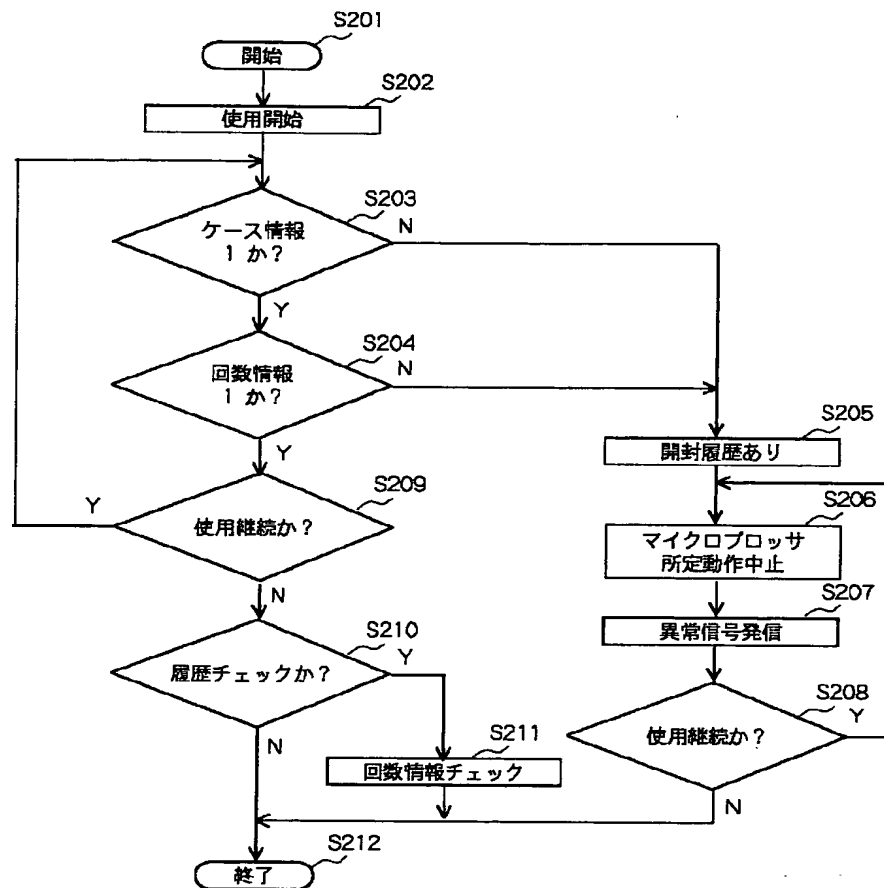 S201
開始
S202
使用開始
S203
ケース情報
1 か?
N
Y
S204
回数情報
1 か?
N
Y
S205
開封履歴あり
S209
使用継続か?
Y
N
S206
マイクロプロッサ
所定動作中止
S207
異常信号発信
S210
履歴チェックか?
Y
N
S208
使用継続か?
Y
N
S211
回数情報チェック
S212
終了